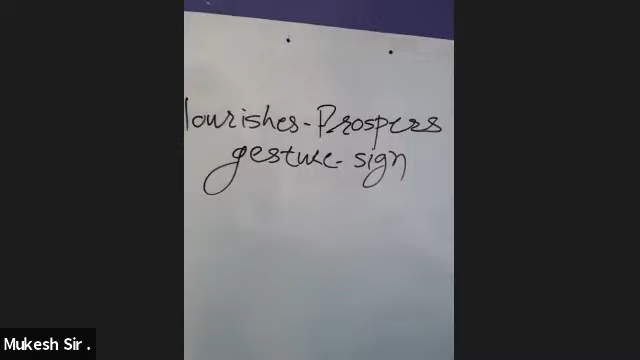 lourishes - Prospers
gesture - sign
Mukesh Sir .